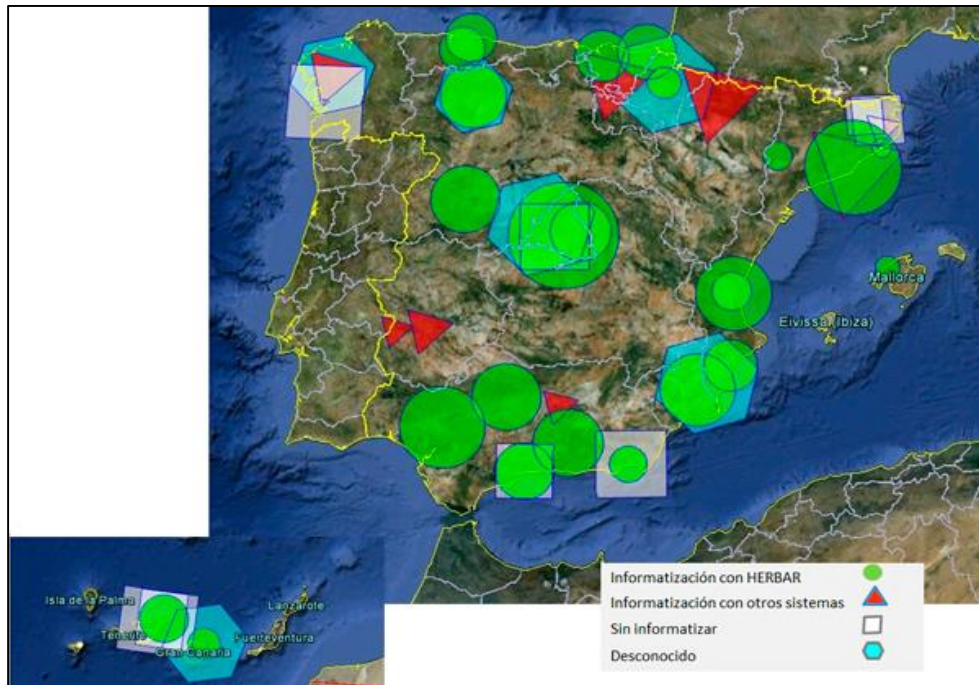 Mallorca
Eivissa (Ibiza)
Isla de la Palma
Lanzarote
Tenerife
Gran Canaria
Fuerteventura
Informatización con HERBAR
Informatización con otros sistemas
Sin informatizar
Desconocido